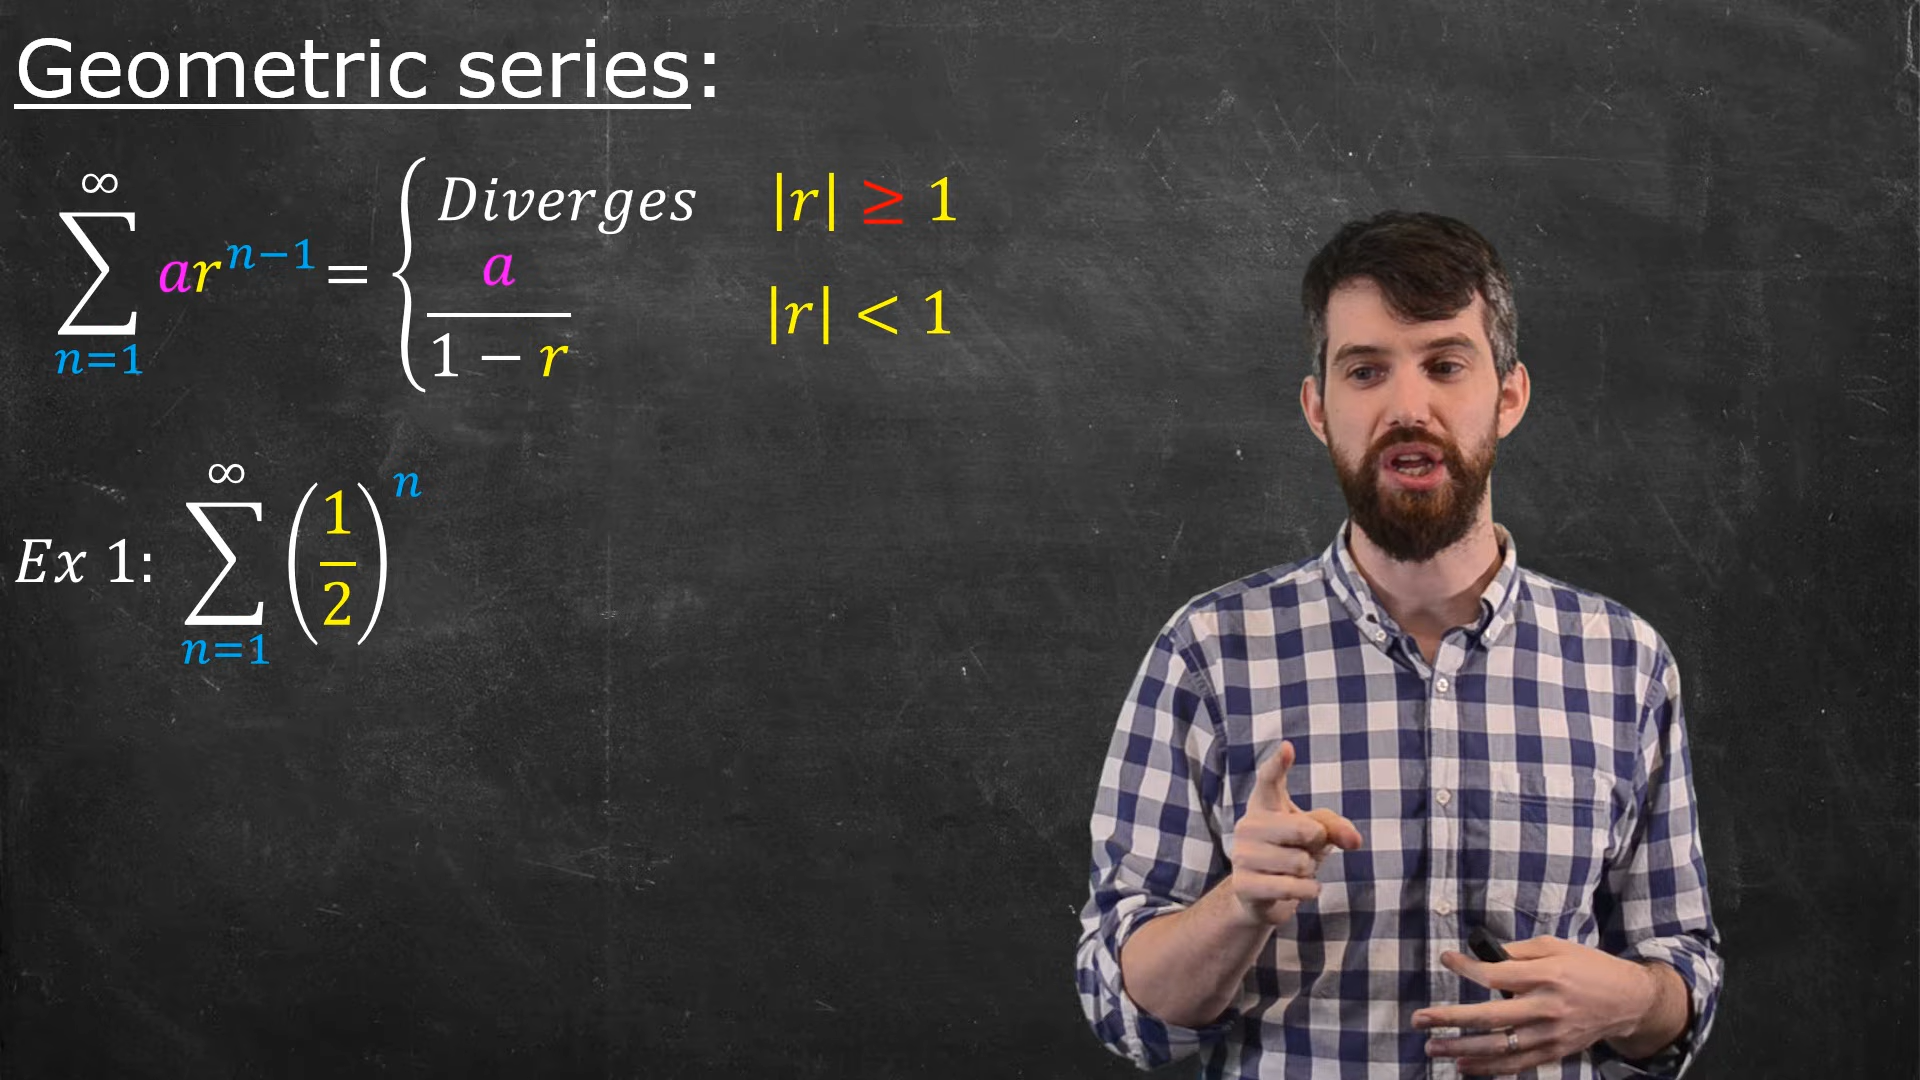 Geometric series:
∞
∑ ar^{n−1} = { Diverges |r| ≥ 1
n=1
a/(1 − r) |r| < 1
∞
Ex 1: ∑ (1/2)^n
n=1